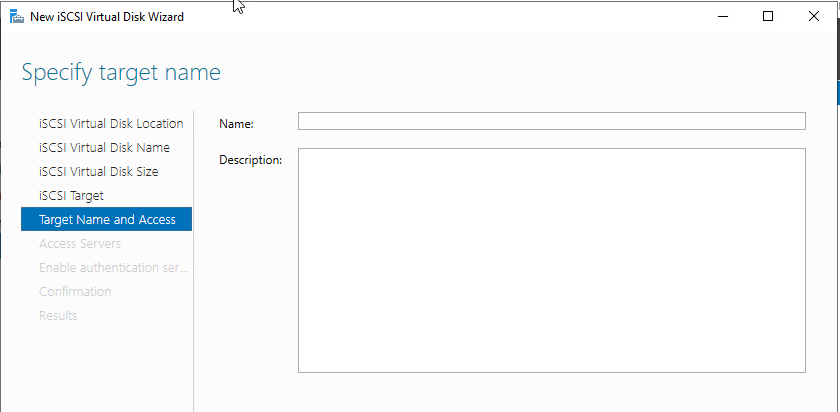 New iSCSI Virtual Disk Wizard
Specify target name
iSCSI Virtual Disk Location
iSCSI Virtual Disk Name
iSCSI Virtual Disk Size
iSCSI Target
Target Name and Access
Access Servers
Enable authentication ser...
Confirmation
Results
Name:
Description: